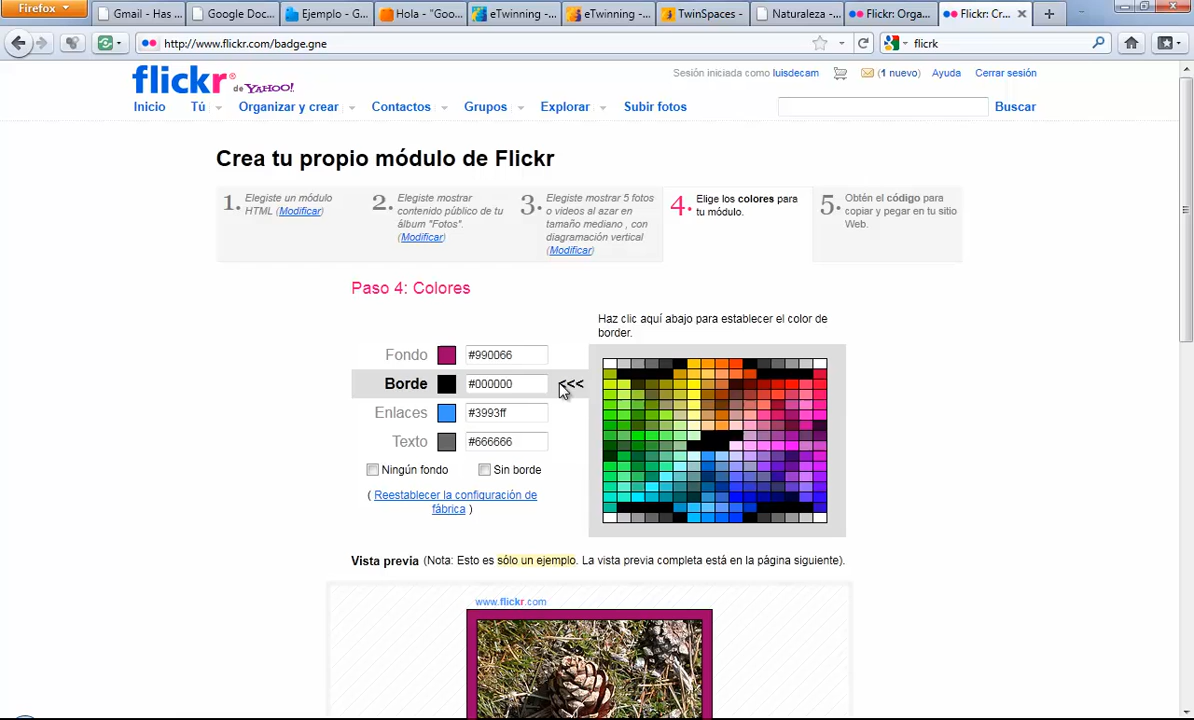 Firefox
Gmail - Has ...
Google Doc...
Ejemplo - G...
Hola - "Goo...
eTwinning -...
eTwinning -...
TwinSpaces -
Naturaleza -...
Flickr: Orga...
Flickr: Cr...
http://www.flickr.com/badge.gne
flicrk
flickr de YAHOO!
Sesión iniciada como luisdecam
(1 nuevo)
Ayuda
Cerrar sesión
Inicio
Tú
Organizar y crear
Contactos
Grupos
Explorar
Subir fotos
Buscar
Crea tu propio módulo de Flickr
1. Elegiste un módulo
HTML (Modificar)
2. Elegiste mostrar
contenido público de tu
álbum "Fotos".
(Modificar)
3. Elegiste mostrar 5 fotos
o videos al azar en
tamaño mediano , con
diagramación vertical
(Modificar)
4. Elige los colores para
tu módulo.
5. Obtén el código para
copiar y pegar en tu sitio
Web.
Paso 4: Colores
Haz clic aquí abajo para establecer el color de
border.
Fondo #990066
Borde #000000 <<<
Enlaces #3993ff
Texto #666666
Ningún fondo
Sin borde
( Reestablecer la configuración de
fábrica )
Vista previa (Nota: Esto es sólo un ejemplo. La vista previa completa está en la página siguiente).
www.flickr.com